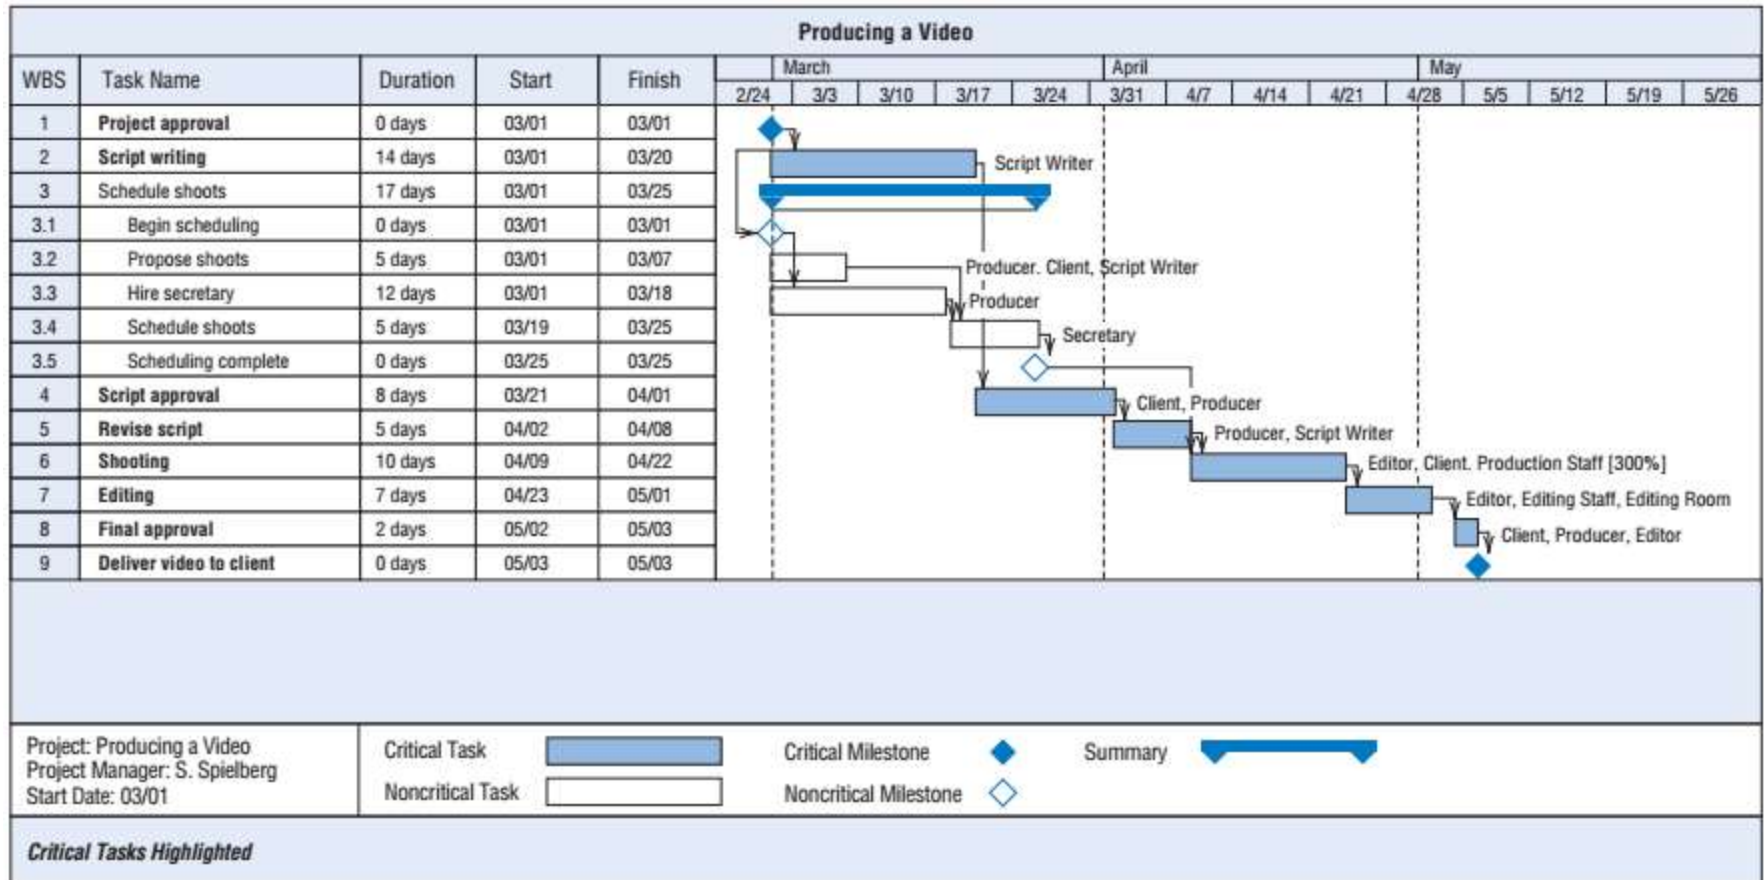 Producing a Video
WBS Task Name Duration Start Finish March April May
2/24 3/3 3/10 3/17 3/24 3/31 4/7 4/14 4/21 4/28 5/5 5/12 5/19 5/26
1 Project approval 0 days 03/01 03/01
2 Script writing 14 days 03/01 03/20 Script Writer
3 Schedule shoots 17 days 03/01 03/25
3.1 Begin scheduling 0 days 03/01 03/01
3.2 Propose shoots 5 days 03/01 03/07 Producer. Client, Script Writer
3.3 Hire secretary 12 days 03/01 03/18 Producer
3.4 Schedule shoots 5 days 03/19 03/25 Secretary
3.5 Scheduling complete 0 days 03/25 03/25
4 Script approval 8 days 03/21 04/01 Client, Producer
5 Revise script 5 days 04/02 04/08 Producer, Script Writer
6 Shooting 10 days 04/09 04/22 Editor, Client. Production Staff [300%]
7 Editing 7 days 04/23 05/01 Editor, Editing Staff, Editing Room
8 Final approval 2 days 05/02 05/03 Client, Producer, Editor
9 Deliver video to client 0 days 05/03 05/03
Project: Producing a Video
Project Manager: S. Spielberg
Start Date: 03/01
Critical Task Critical Milestone Summary
Noncritical Task Noncritical Milestone
Critical Tasks Highlighted